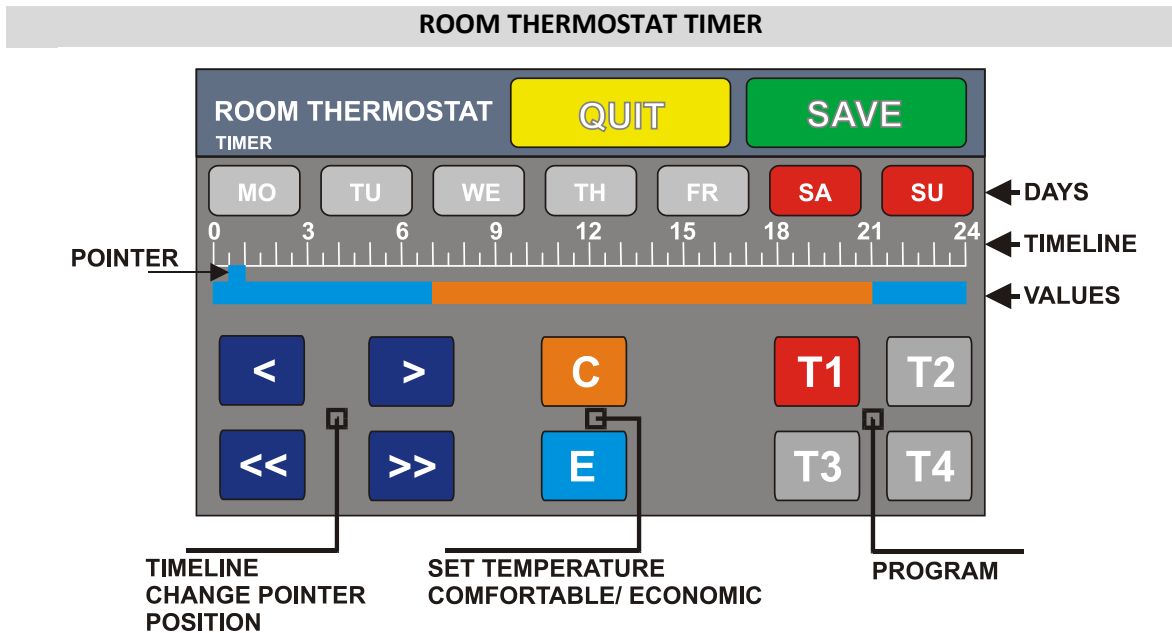 ROOM THERMOSTAT TIMER
ROOM THERMOSTAT
TIMER
QUIT
SAVE
MO TU WE TH FR SA SU
DAYS
0 3 6 9 12 15 18 21 24
TIMELINE
POINTER
VALUES
< > C T1 T2
<< >> E T3 T4
TIMELINE
CHANGE POINTER
POSITION
SET TEMPERATURE
COMFORTABLE/ ECONOMIC
PROGRAM